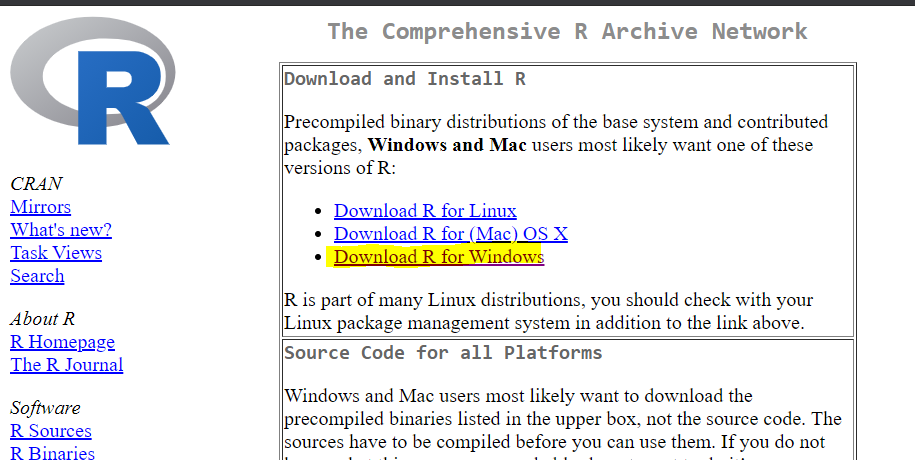 R
CRAN
Mirrors
What's new?
Task Views
Search
About R
R Homepage
The R Journal
Software
R Sources
R Binaries
The Comprehensive R Archive Network
Download and Install R
Precompiled binary distributions of the base system and contributed
packages, Windows and Mac users most likely want one of these
versions of R:
Download R for Linux
Download R for (Mac) OS X
Download R for Windows
R is part of many Linux distributions, you should check with your
Linux package management system in addition to the link above.
Source Code for all Platforms
Windows and Mac users most likely want to download the
precompiled binaries listed in the upper box, not the source code. The
sources have to be compiled before you can use them. If you do not